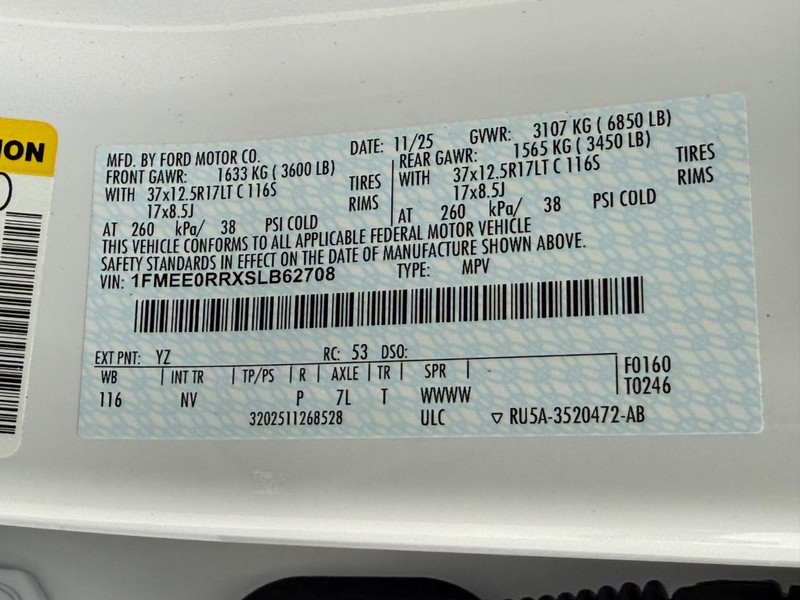 ION
MFD. BY FORD MOTOR CO. DATE: 11/25 GVWR: 3107 KG ( 6850 LB)
FRONT GAWR: 1633 KG ( 3600 LB) REAR GAWR: 1565 KG ( 3450 LB)
WITH 37x12.5R17LT C 116S TIRES WITH 37x12.5R17LT C 116S TIRES
17x8.5J RIMS 17x8.5J RIMS
AT 260 kPa/ 38 PSI COLD AT 260 kPa/ 38 PSI COLD
THIS VEHICLE CONFORMS TO ALL APPLICABLE FEDERAL MOTOR VEHICLE
SAFETY STANDARDS IN EFFECT ON THE DATE OF MANUFACTURE SHOWN ABOVE.
VIN: 1FMEE0RRXSLB62708 TYPE: MPV
EXT PNT: YZ RC: 53 DSO:
WB INT TR TP/PS R AXLE TR SPR F0160
116 NV P 7L T WWWW T0246
3202511268528 ULC ▽ RU5A-3520472-AB